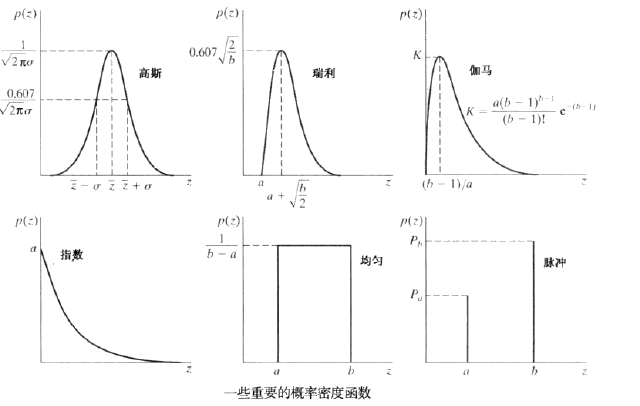 p(z)
1/(√2π σ)
0.607/(√2π σ)
高斯
z̄ − σ z̄ z̄ + σ z
p(z)
0.607√(2/b)
瑞利
a a + √(b/2) z
p(z)
K
伽马
K = a(b−1)^(b−1)/(b−1)! e^−(b−1)
(b−1)/a z
p(z)
a
指数
z
p(z)
1/(b − a)
均匀
a b z
p(z)
P_b
脉冲
P_a
a b z
一些重要的概率密度函数